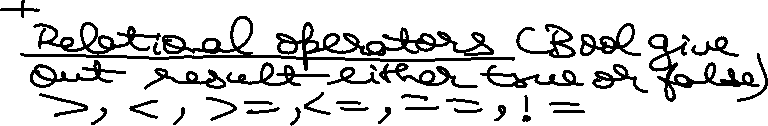 +
Relational operators (Bool give
out result either true or false)
>, <, >=, <=, ==, !=